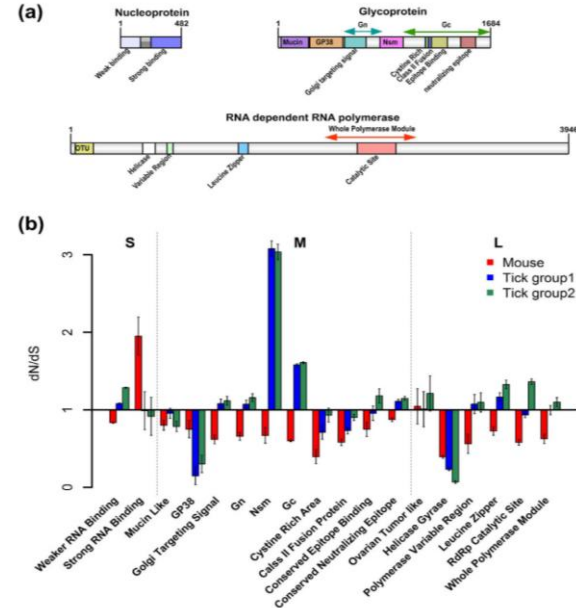 (a)
Nucleoprotein
1 482
Weak binding
Strong binding
Glycoprotein
1 1684
Gn Gc
Mucin GP38 Nsm
Golgi targeting signal
Cystine Rich
Class II Fusion
Epitope Binding
neutralizing epitope
RNA dependent RNA polymerase
1 Whole Polymerase Module 3946
OTU
Helicase
Variable Region
Leucine Zipper
Catalytic Site
(b)
S M L
Mouse
Tick group1
Tick group2
dN/dS
3
2
1
0
Weaker RNA Binding
Strong RNA Binding
Mucin Like
GP38
Golgi Targeting Signal
Gn
Nsm
Gc
Cystine Rich Area
Calss II Fusion Protein
Conserved Epitope Binding
Conserved Neutralizing Epitope
Ovarian Tumor like
Helicase Gyrase
Polymerase Variable Region
Leucine Zipper
RdRp Catalytic Site
Whole Polymerase Module